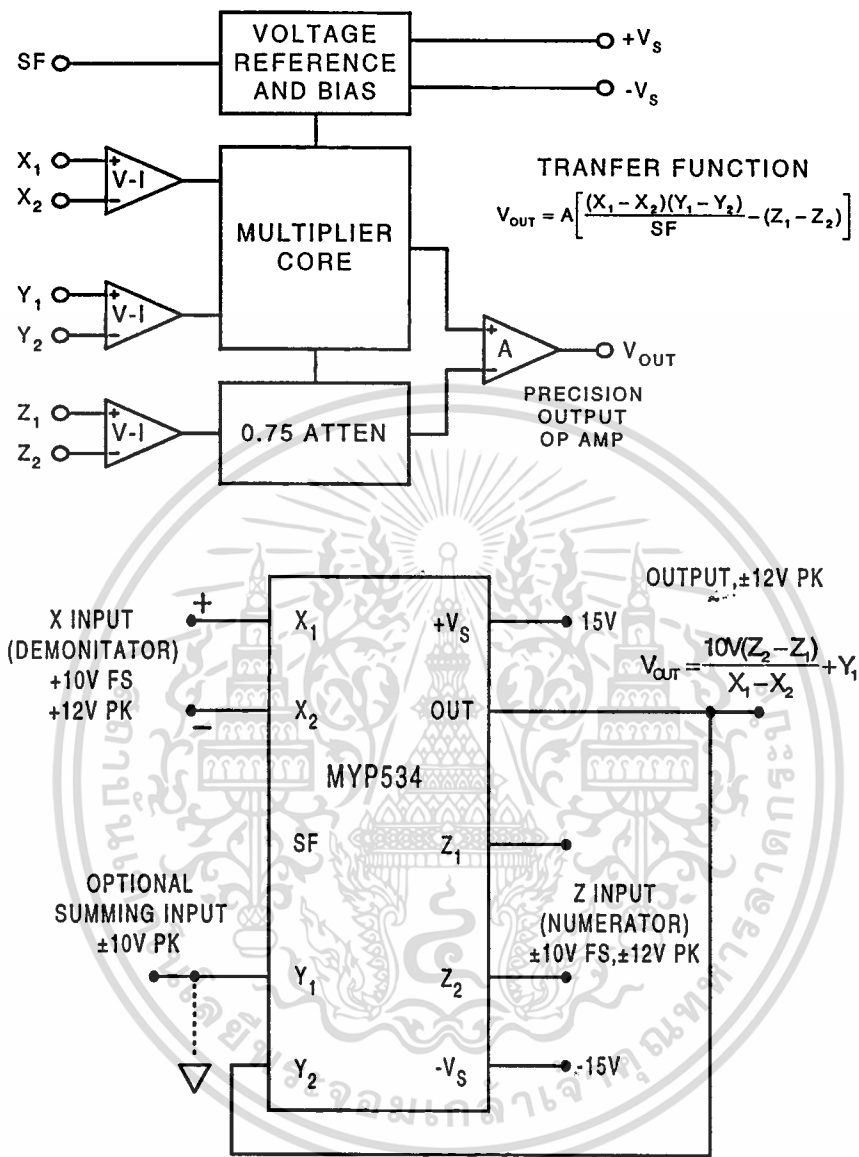 VOLTAGE
REFERENCE
AND BIAS
SF
+VS
-VS
X1
X2
+
−
V-I
MULTIPLIER
CORE
TRANFER FUNCTION
VOUT = A[(X1 − X2)(Y1 − Y2)/SF − (Z1 − Z2)]
Y1
Y2
+
−
V-I
+
−
A
VOUT
PRECISION
OUTPUT
OP AMP
Z1
Z2
+
−
V-I
0.75 ATTEN
X INPUT
(DEMONITATOR)
+10V FS
+12V PK
+
−
X1
X2
MYP534
SF
Y1
Y2
+VS
OUT
Z1
Z2
-VS
OUTPUT,±12V PK
15V
VOUT = 10V(Z2 − Z1)/X1 − X2 + Y1
OPTIONAL
SUMMING INPUT
±10V PK
Z INPUT
(NUMERATOR)
±10V FS,±12V PK
-15V